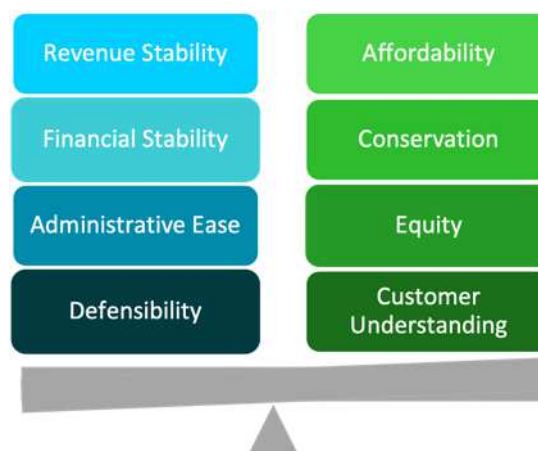 Revenue Stability
Financial Stability
Administrative Ease
Defensibility
Affordability
Conservation
Equity
Customer
Understanding